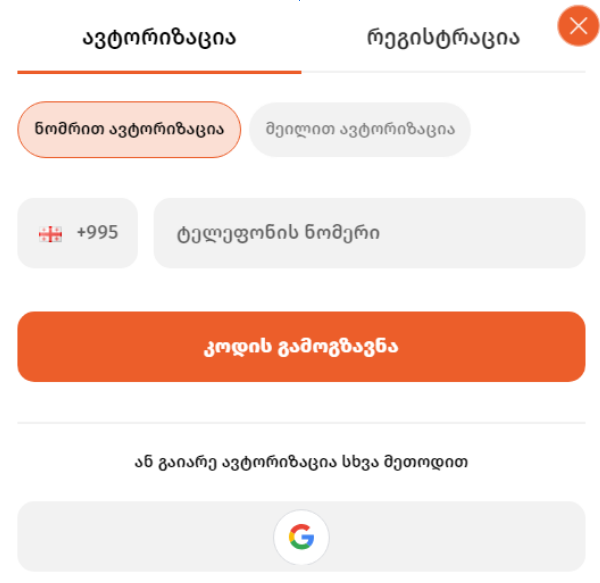 ავტორიზაცია რეგისტრაცია
ნომრით ავტორიზაცია მეილით ავტორიზაცია
+995 ტელეფონის ნომერი
კოდის გამოგზავნა
ან გაიარე ავტორიზაცია სხვა მეთოდით
G